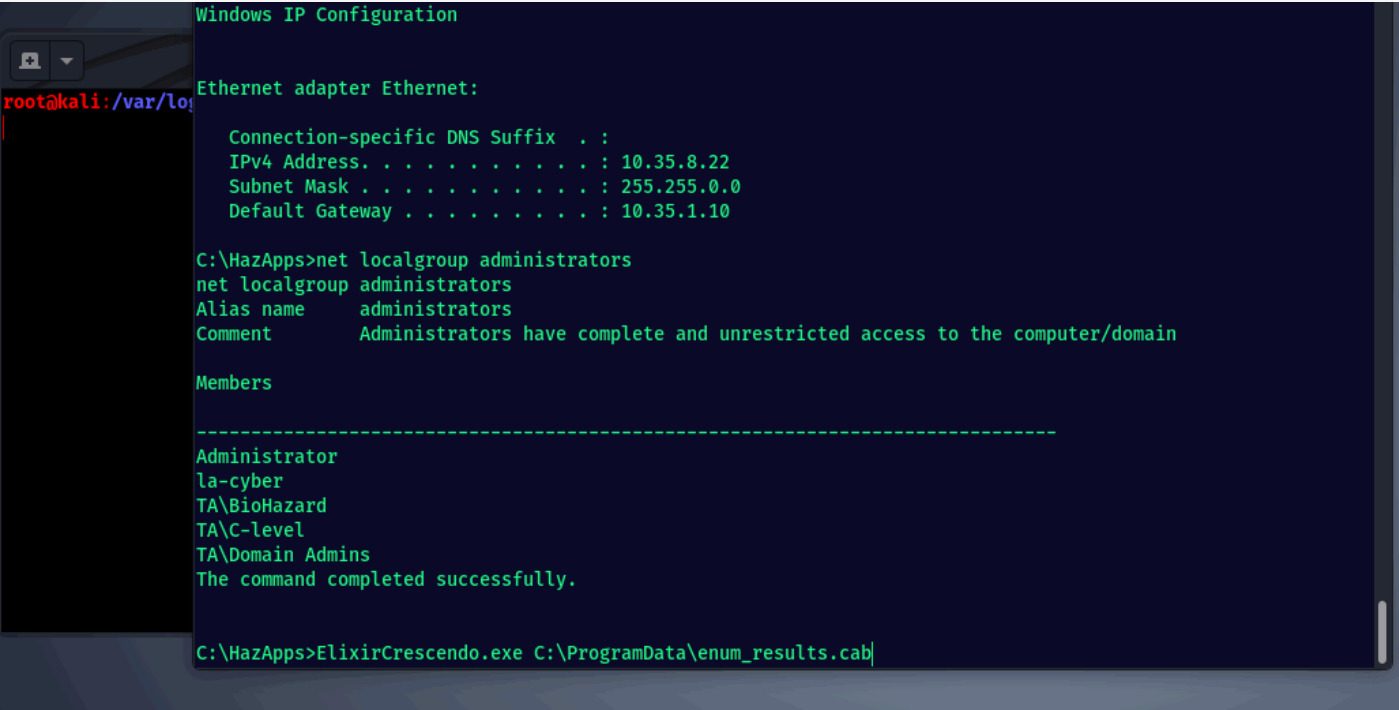 Windows IP Configuration
root@kali:/var/log
Ethernet adapter Ethernet:
Connection-specific DNS Suffix . :
IPv4 Address. . . . . . . . . . . : 10.35.8.22
Subnet Mask . . . . . . . . . . . : 255.255.0.0
Default Gateway . . . . . . . . . : 10.35.1.10
C:\HazApps>net localgroup administrators
net localgroup administrators
Alias name     administrators
Comment        Administrators have complete and unrestricted access to the computer/domain
Members
-------------------------------------------------------------------------------
Administrator
la-cyber
TA\BioHazard
TA\C-level
TA\Domain Admins
The command completed successfully.
C:\HazApps>ElixirCrescendo.exe C:\ProgramData\enum_results.cab